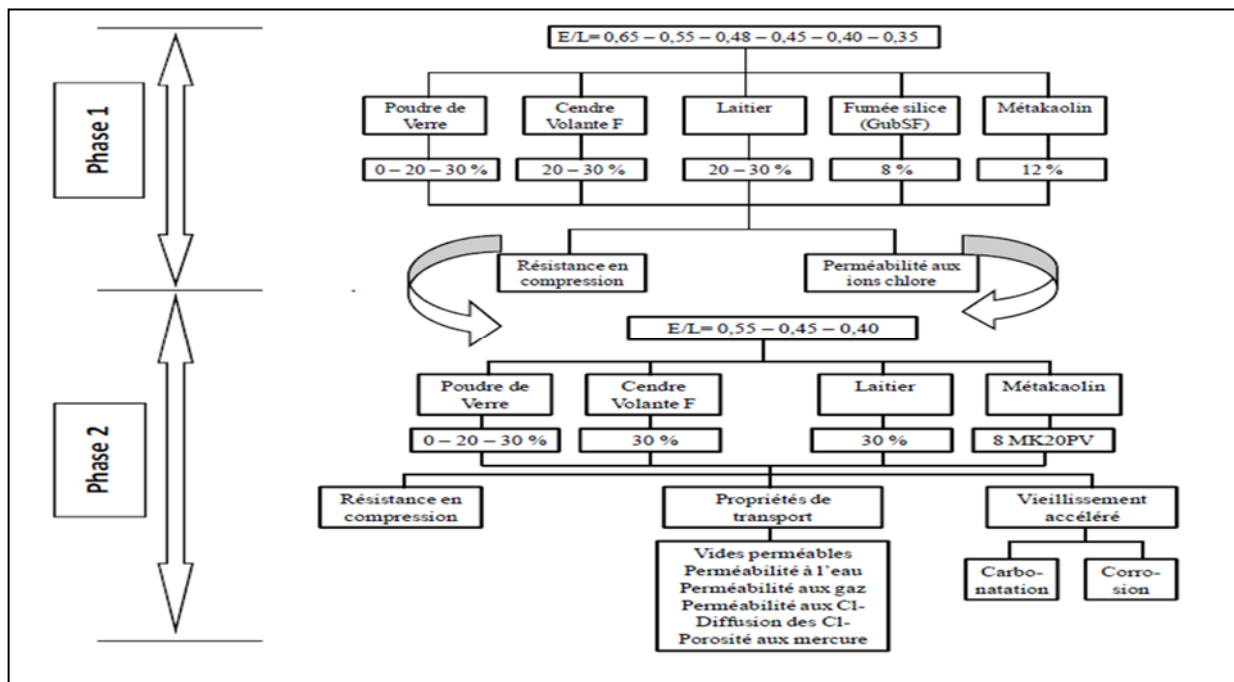 Phase 1
E/L= 0,65 – 0,55 – 0,48 – 0,45 – 0,40 – 0,35
Poudre de
Verre
Cendre
Volante F
Laitier
Fumée silice
(GubSF)
Métakaolin
0 – 20 – 30 %
20 – 30 %
20 – 30 %
8 %
12 %
Résistance en
compression
Perméabilité aux
ions chlore
Phase 2
E/L= 0,55 – 0,45 – 0,40
Poudre de
Verre
Cendre
Volante F
Laitier
Métakaolin
0 – 20 – 30 %
30 %
30 %
8 MK20PV
Résistance en
compression
Propriétés de
transport
Vieillissement
accéléré
Vides perméables
Perméabilité à l’eau
Perméabilité aux gaz
Perméabilité aux Cl-
Diffusion des Cl-
Porosité aux mercure
Carbo-
natation
Corro-
sion